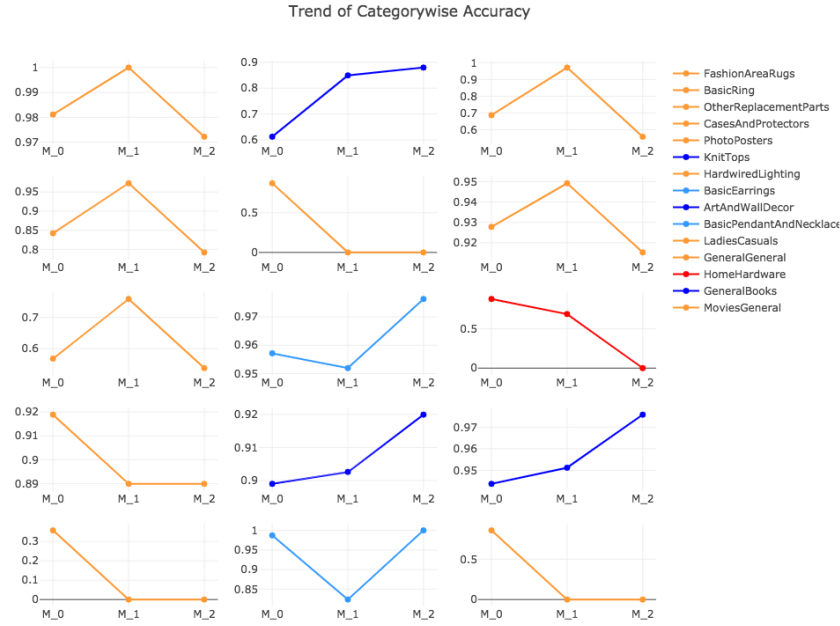 Trend of Categorywise Accuracy
1
0.99
0.98
0.97
M_0 M_1 M_2
0.9
0.8
0.7
0.6
M_0 M_1 M_2
1
0.9
0.8
0.7
0.6
M_0 M_1 M_2
FashionAreaRugs
BasicRing
OtherReplacementParts
CasesAndProtectors
PhotoPosters
KnitTops
HardwiredLighting
BasicEarrings
ArtAndWallDecor
BasicPendantAndNecklace
LadiesCasuals
GeneralGeneral
HomeHardware
GeneralBooks
MoviesGeneral
0.95
0.9
0.85
0.8
M_0 M_1 M_2
0.5
0
M_0 M_1 M_2
0.95
0.94
0.93
0.92
M_0 M_1 M_2
0.7
0.6
M_0 M_1 M_2
0.97
0.96
0.95
M_0 M_1 M_2
0.5
0
M_0 M_1 M_2
0.92
0.91
0.9
0.89
M_0 M_1 M_2
0.92
0.91
0.9
M_0 M_1 M_2
0.97
0.96
0.95
M_0 M_1 M_2
0.3
0.2
0.1
0
M_0 M_1 M_2
1
0.95
0.9
0.85
M_0 M_1 M_2
0.5
0
M_0 M_1 M_2